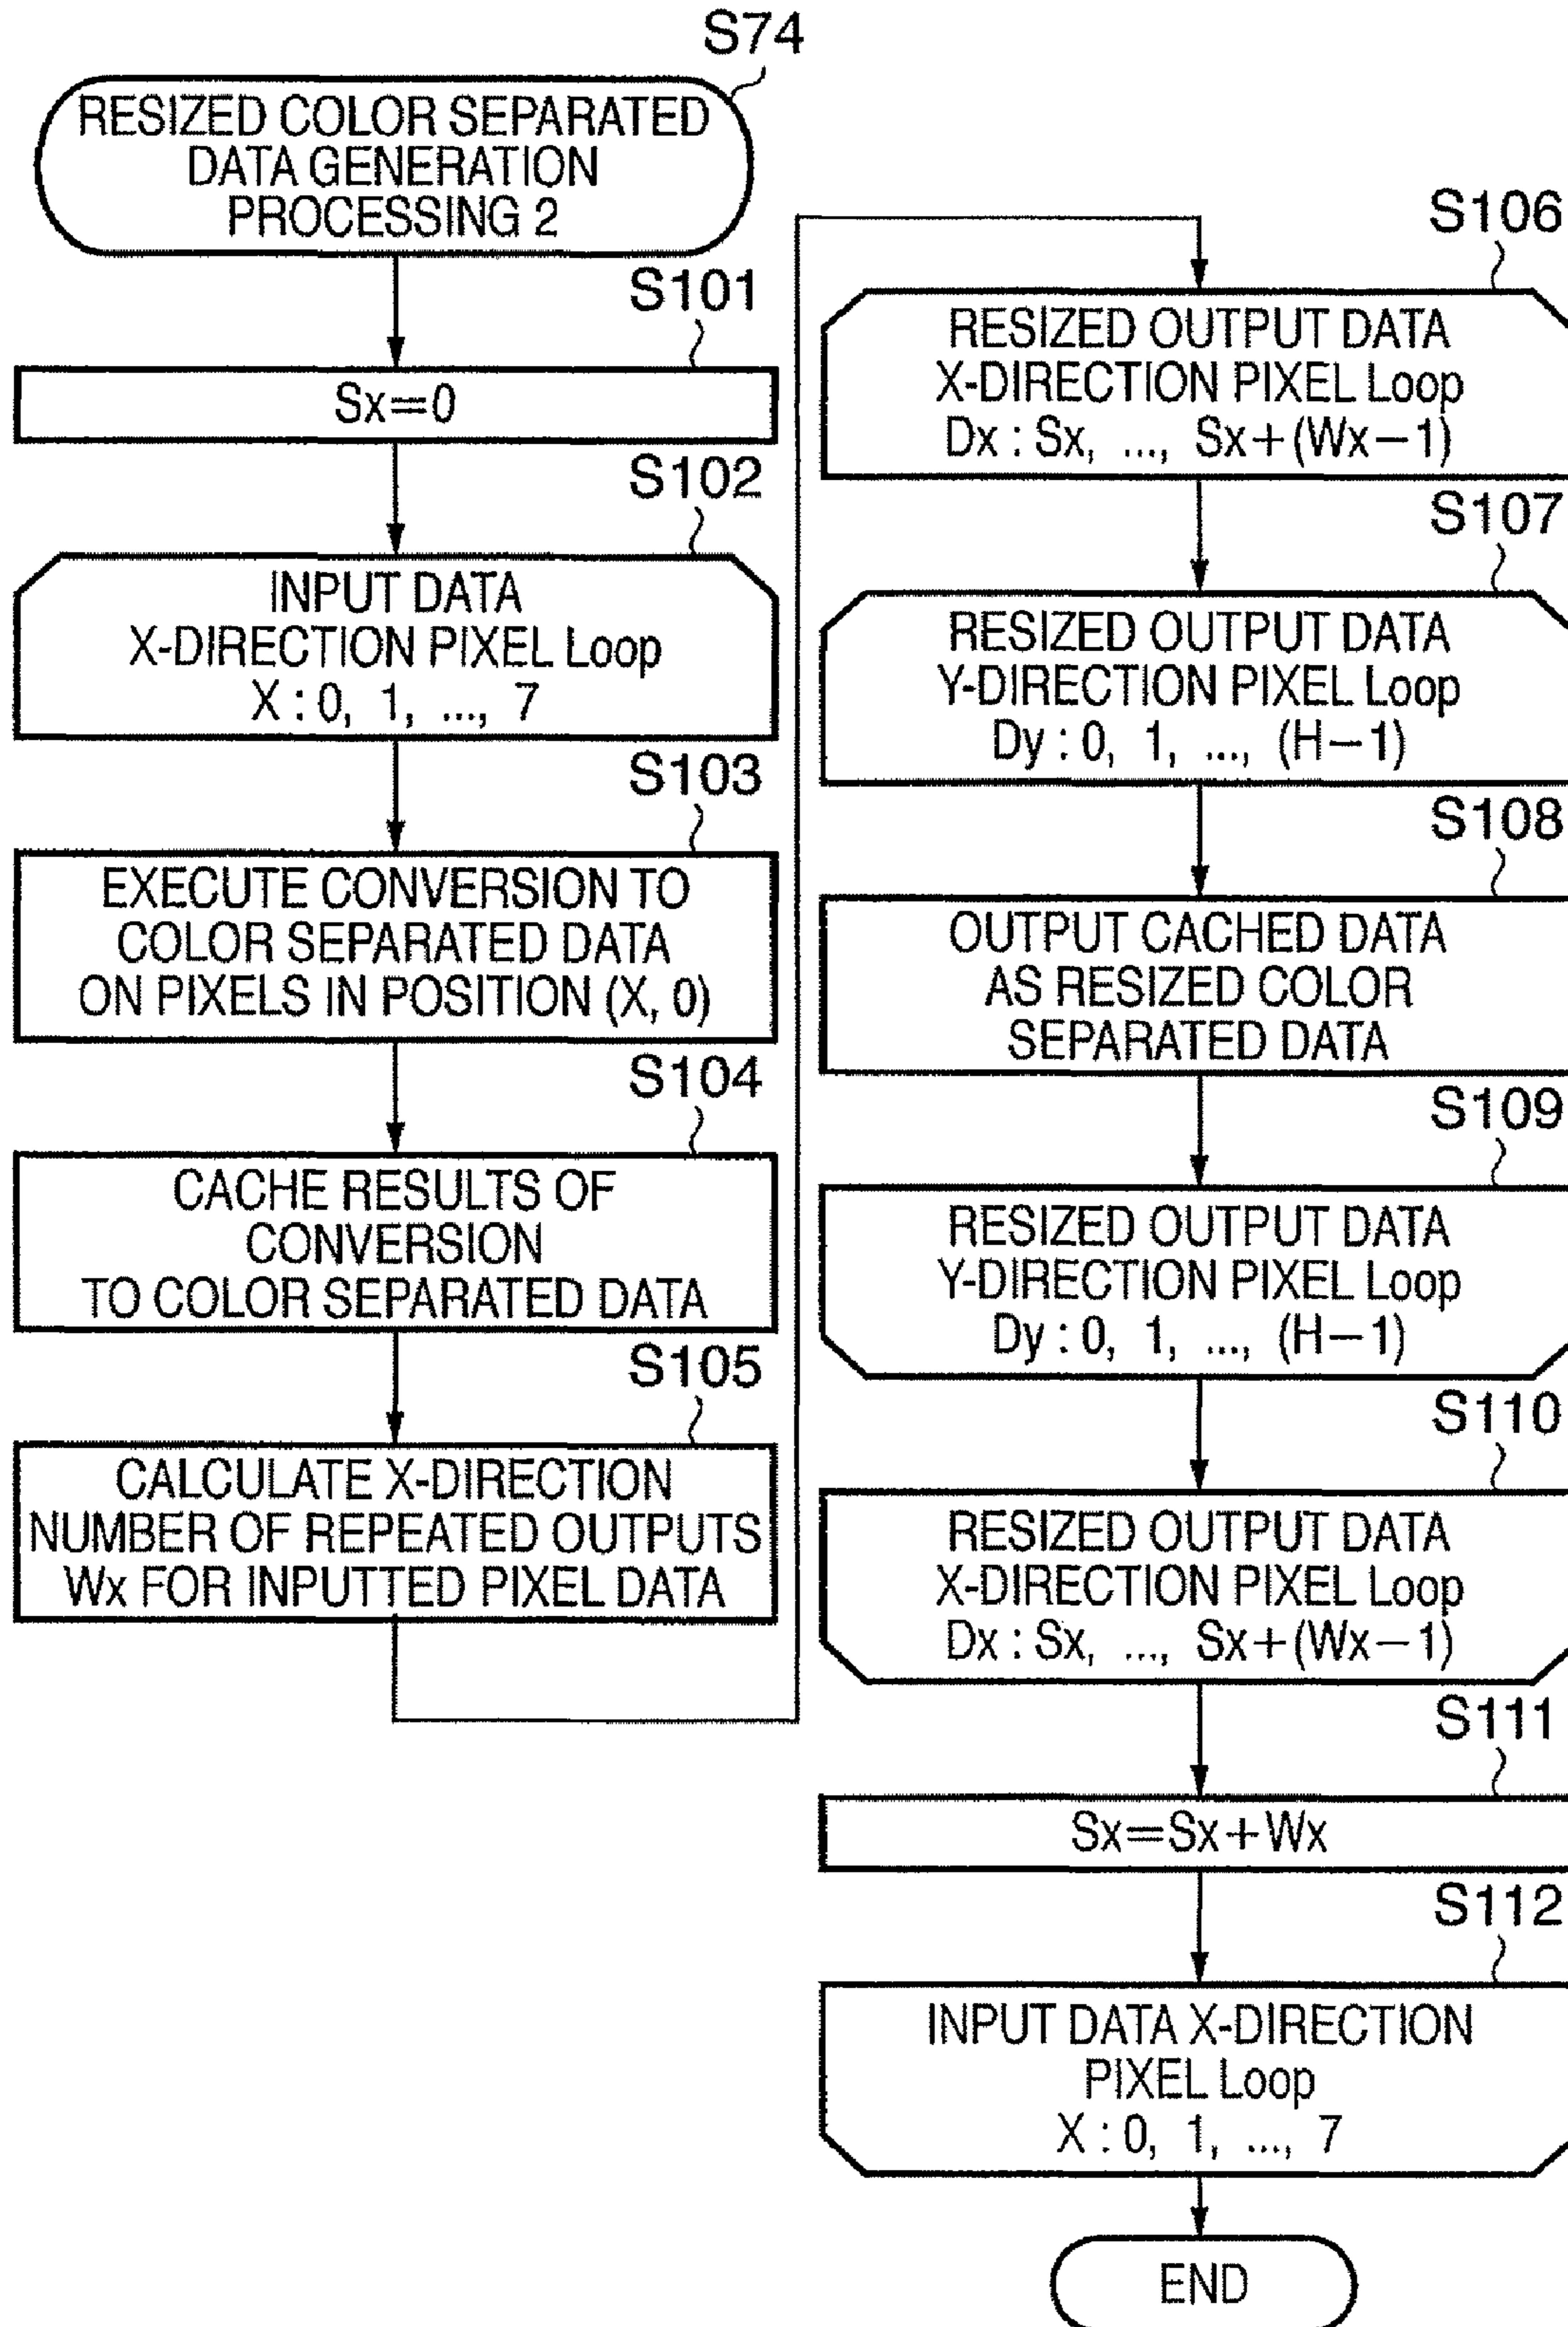 S74
RESIZED COLOR SEPARATED
DATA GENERATION
PROCESSING 2
S101
Sx=0
S102
INPUT DATA
X-DIRECTION PIXEL Loop
X : 0, 1, ..., 7
S103
EXECUTE CONVERSION TO
COLOR SEPARATED DATA
ON PIXELS IN POSITION (X, 0)
S104
CACHE RESULTS OF
CONVERSION
TO COLOR SEPARATED DATA
S105
CALCULATE X-DIRECTION
NUMBER OF REPEATED OUTPUTS
Wx FOR INPUTTED PIXEL DATA
S106
RESIZED OUTPUT DATA
X-DIRECTION PIXEL Loop
Dx : Sx, ..., Sx+(Wx-1)
S107
RESIZED OUTPUT DATA
Y-DIRECTION PIXEL Loop
Dy : 0, 1, ..., (H-1)
S108
OUTPUT CACHED DATA
AS RESIZED COLOR
SEPARATED DATA
S109
RESIZED OUTPUT DATA
Y-DIRECTION PIXEL Loop
Dy : 0, 1, ..., (H-1)
S110
RESIZED OUTPUT DATA
X-DIRECTION PIXEL Loop
Dx : Sx, ..., Sx+(Wx-1)
S111
Sx=Sx+Wx
S112
INPUT DATA X-DIRECTION
PIXEL Loop
X : 0, 1, ..., 7
END